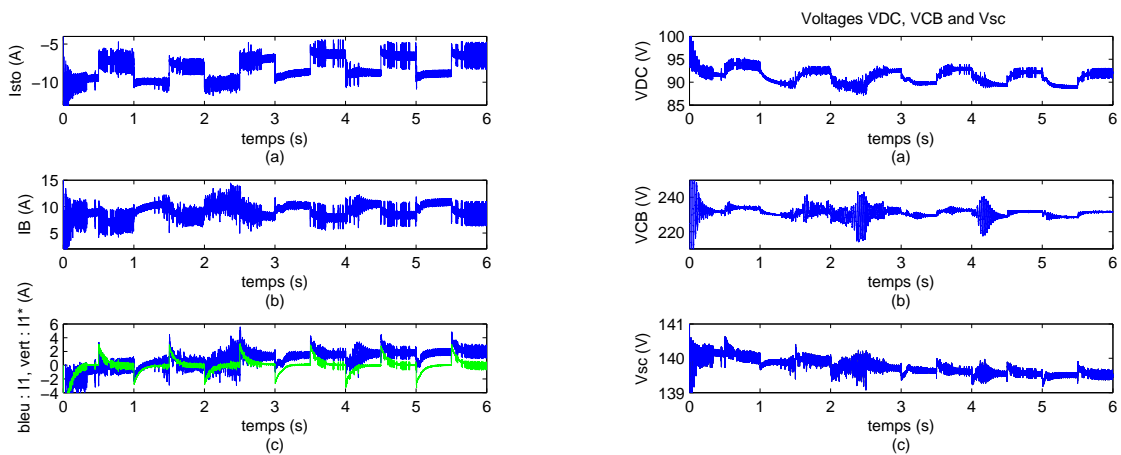 Isto (A)
−5
−10
0 1 2 3 4 5 6
temps (s)
(a)
IB (A)
15
10
5
0 1 2 3 4 5 6
temps (s)
(b)
bleu : I1, vert : I1* (A)
6
4
2
0
−2
−4
0 1 2 3 4 5 6
temps (s)
(c)
Voltages VDC, VCB and Vsc
VDC (V)
100
95
90
85
0 1 2 3 4 5 6
temps (s)
(a)
VCB (V)
240
220
0 1 2 3 4 5 6
temps (s)
(b)
Vsc (V)
141
140
139
0 1 2 3 4 5 6
temps (s)
(c)